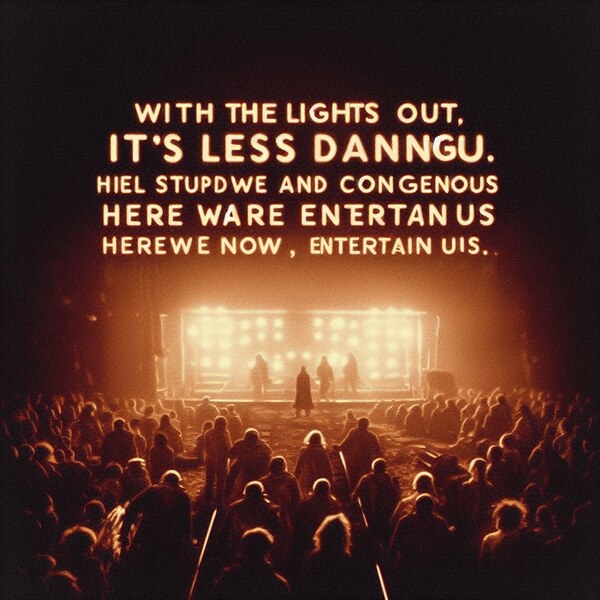 WITH THE LIGHTS OUT,
IT'S LESS DANNGU.
HIEL STUPDWE AND CONGENOUS
HERE WARE ENTERTAN US
HEREWE NOW, ENTERTAIN UIS.